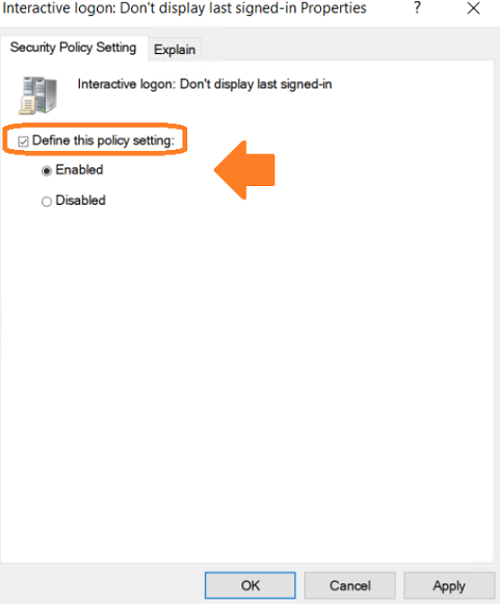 Interactive logon: Don't display last signed-in Properties ?
Security Policy Setting Explain
Interactive logon: Don't display last signed-in
Define this policy setting:
Enabled
Disabled
OK Cancel Apply